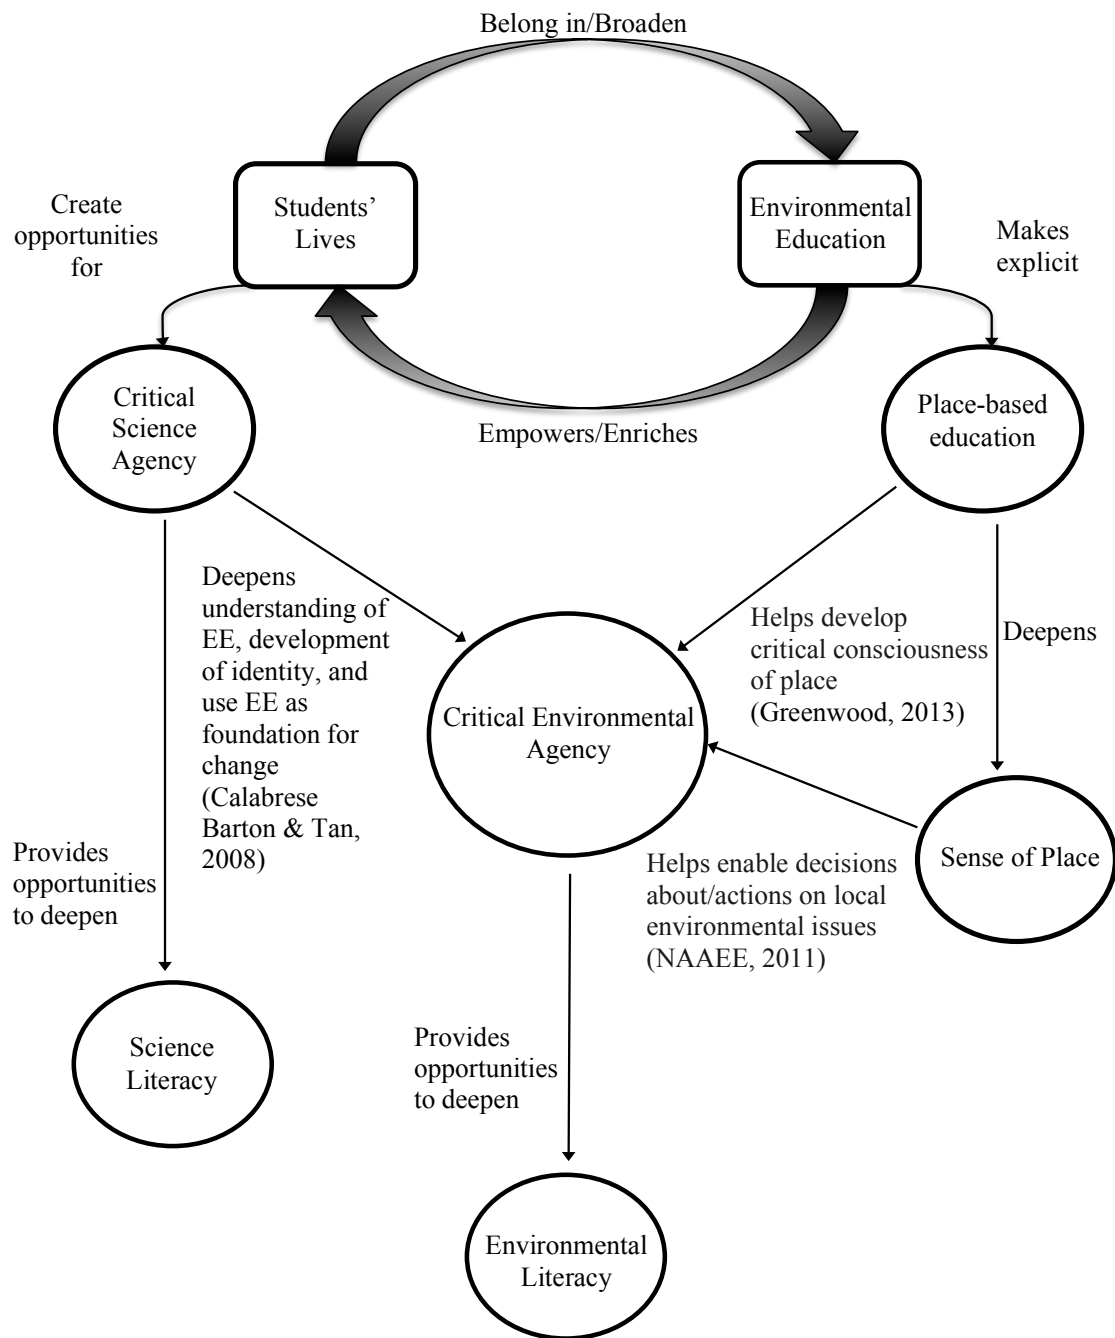 Belong in/Broaden
Students’
Lives
Environmental
Education
Create
opportunities
for
Makes
explicit
Critical
Science
Agency
Place-based
education
Empowers/Enriches
Deepens
understanding of
EE, development
of identity, and
use EE as
foundation for
change
(Calabrese
Barton & Tan,
2008)
Helps develop
critical consciousness
of place
(Greenwood, 2013)
Deepens
Critical Environmental
Agency
Provides
opportunities
to deepen
Helps enable decisions
about/actions on local
environmental issues
(NAAEE, 2011)
Sense of Place
Science
Literacy
Provides
opportunities
to deepen
Environmental
Literacy